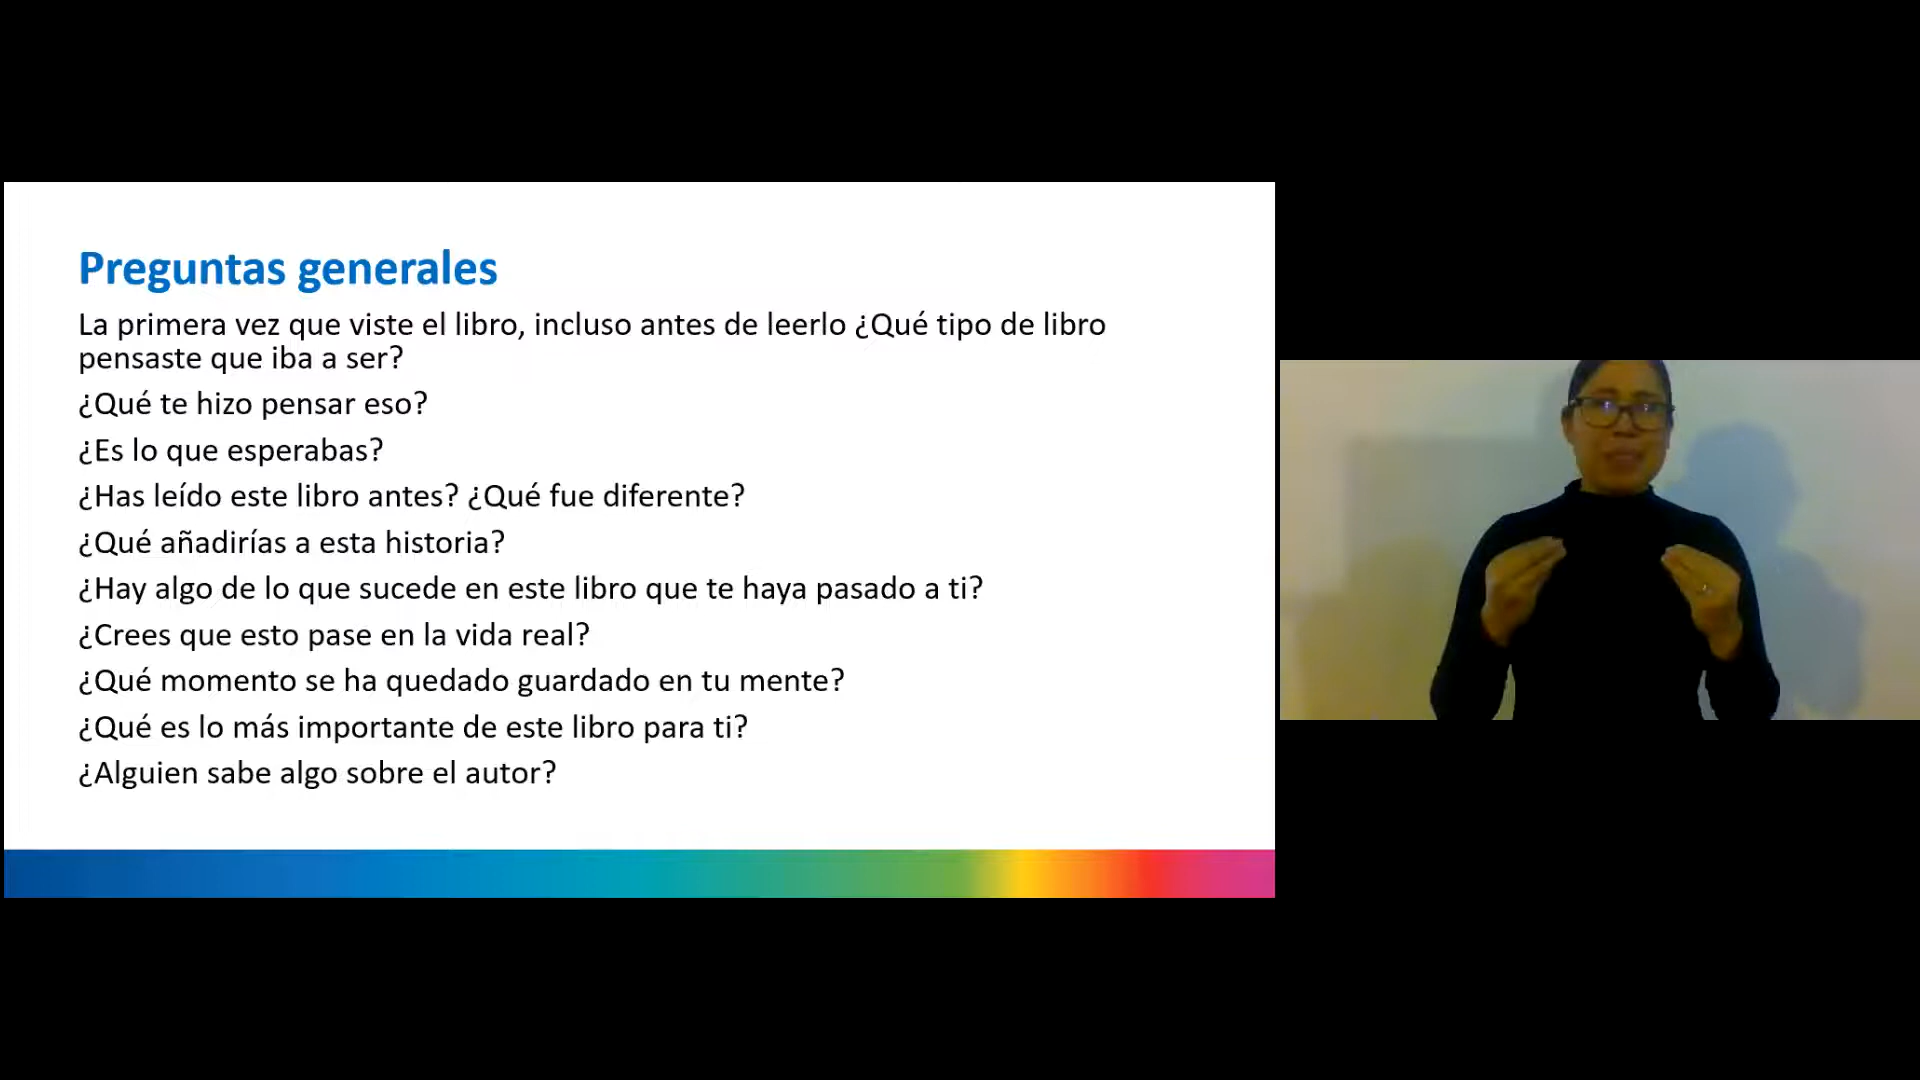 Preguntas generales
La primera vez que viste el libro, incluso antes de leerlo ¿Qué tipo de libro
pensaste que iba a ser?
¿Qué te hizo pensar eso?
¿Es lo que esperabas?
¿Has leído este libro antes? ¿Qué fue diferente?
¿Qué añadirías a esta historia?
¿Hay algo de lo que sucede en este libro que te haya pasado a ti?
¿Crees que esto pase en la vida real?
¿Qué momento se ha quedado guardado en tu mente?
¿Qué es lo más importante de este libro para ti?
¿Alguien sabe algo sobre el autor?